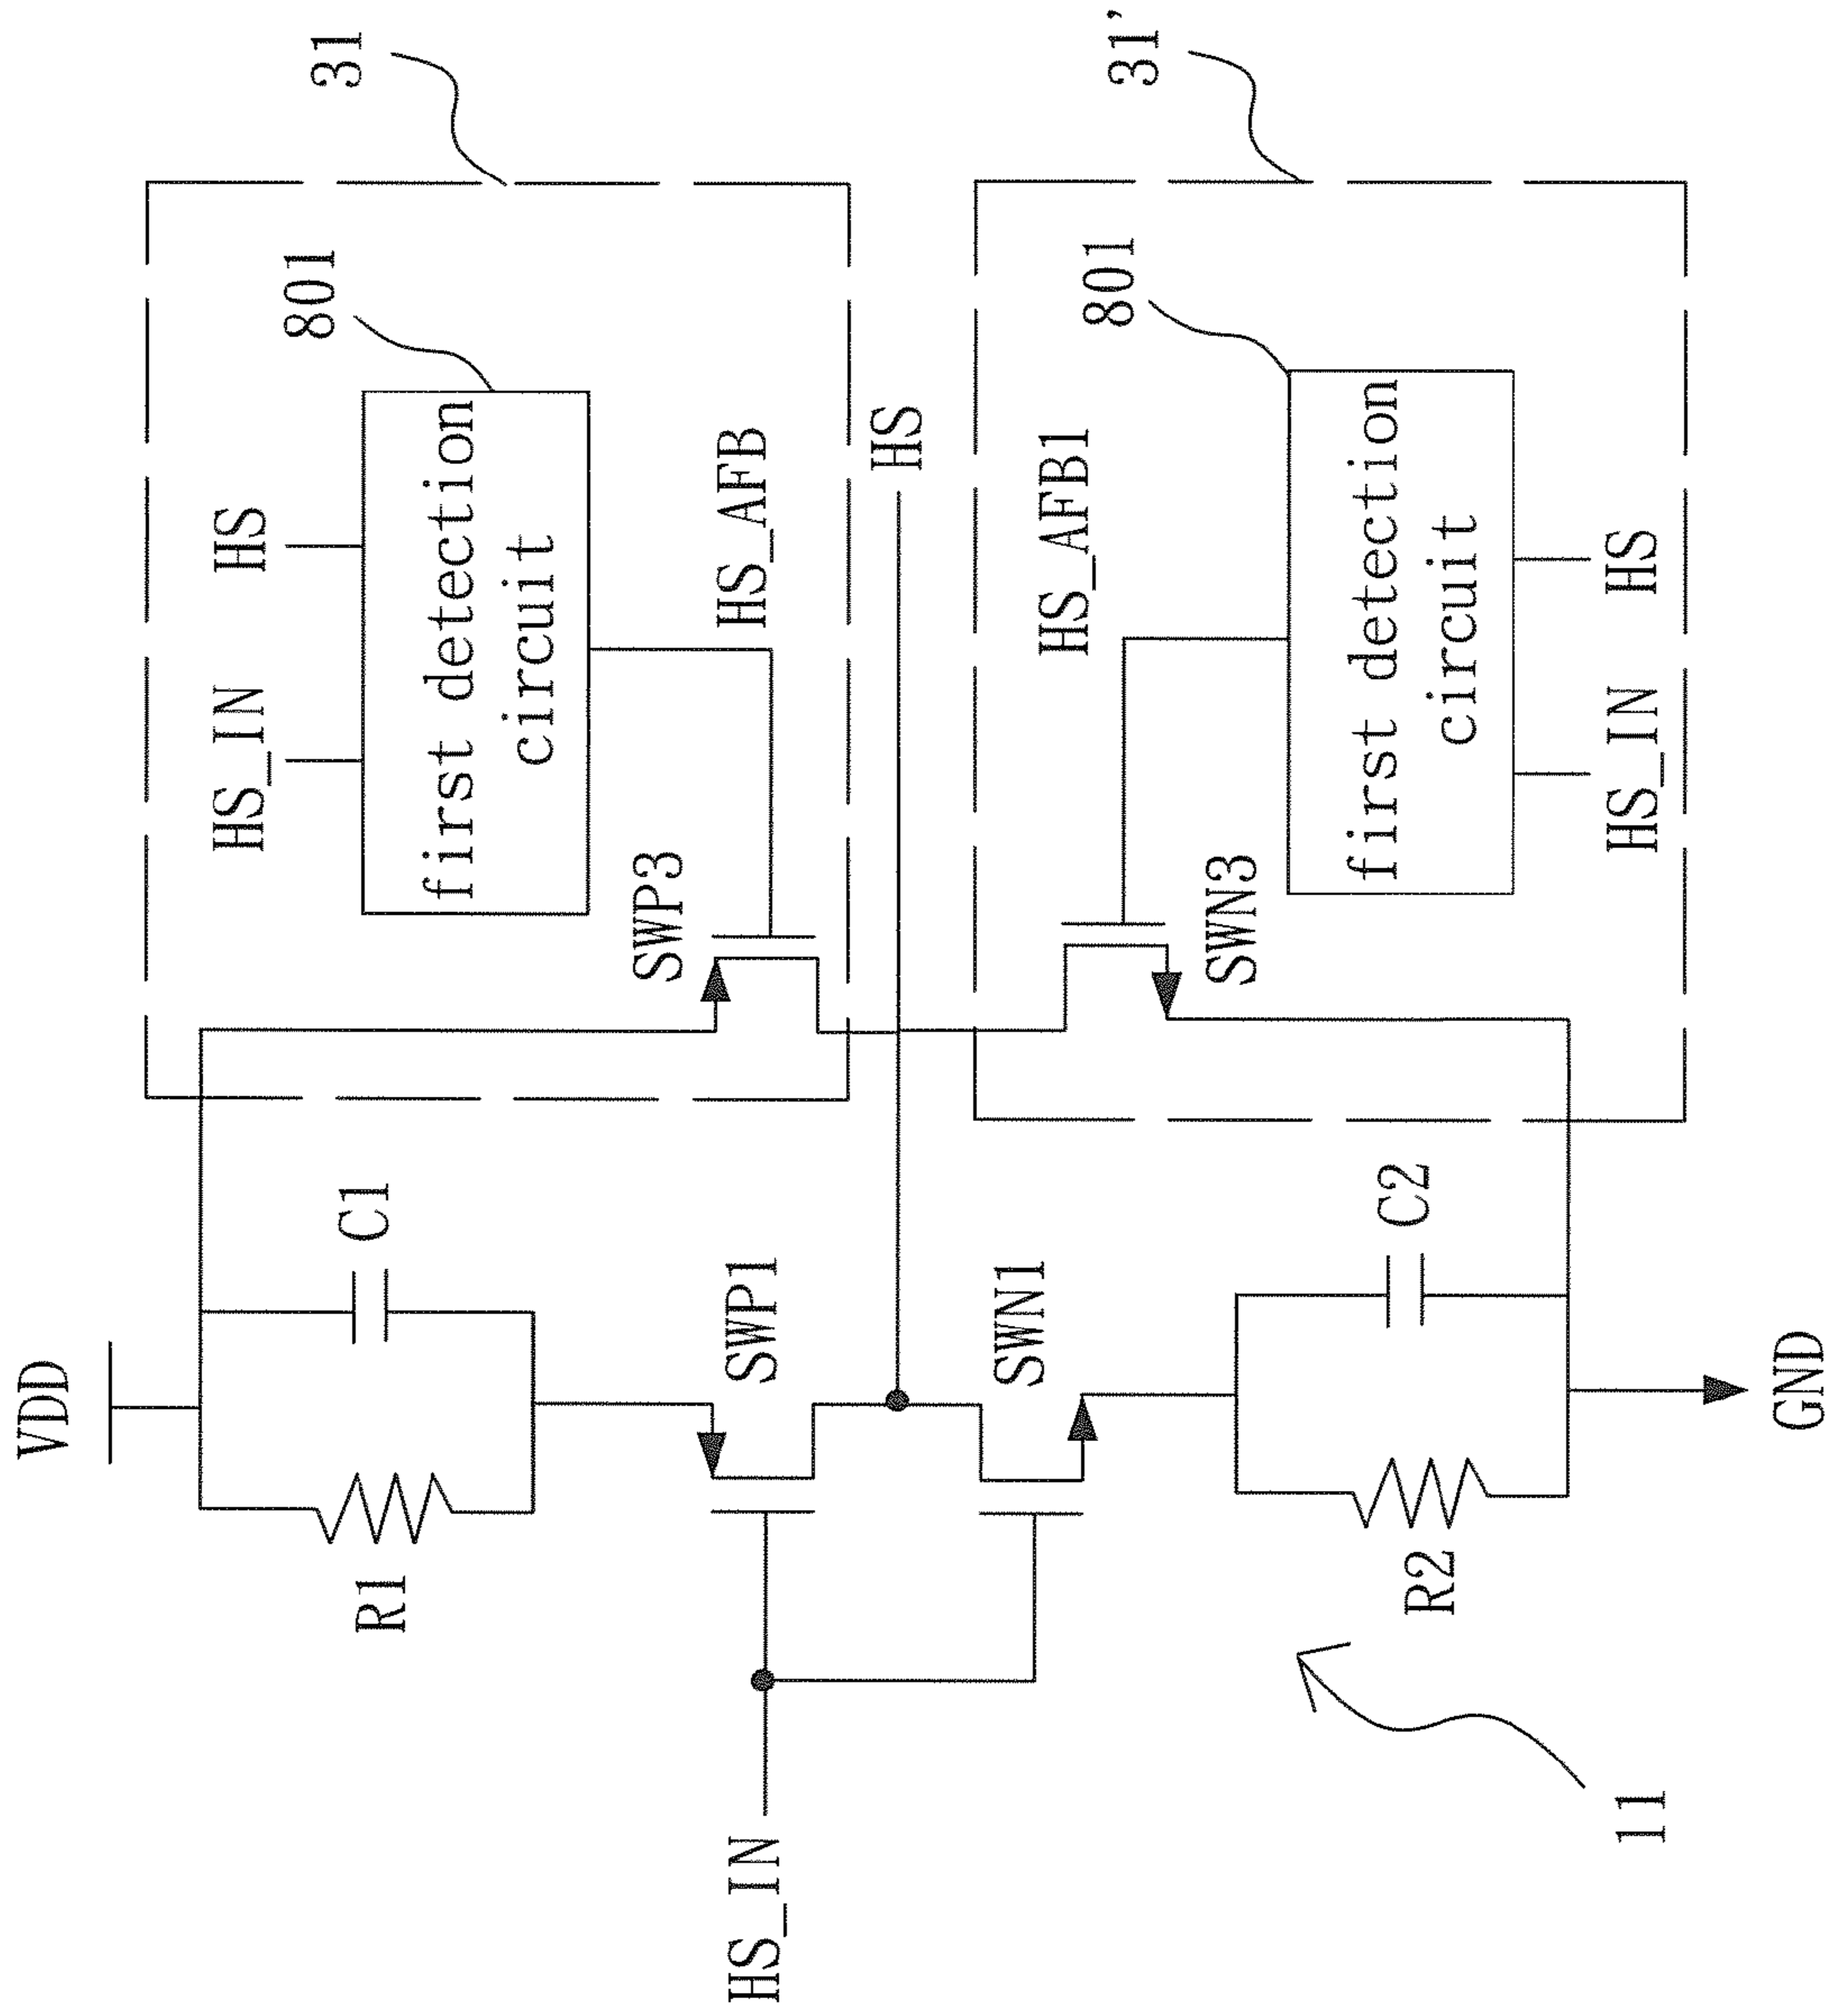 VDD
R1
C1
HS_IN
SWP1
SWN1
R2
C2
GND
11
31
HS_IN
HS
801
first detection
circuit
SWP3
HS_AFB
HS
31'
HS_AFB1
801
SWN3
first detection
circuit
HS_IN
HS